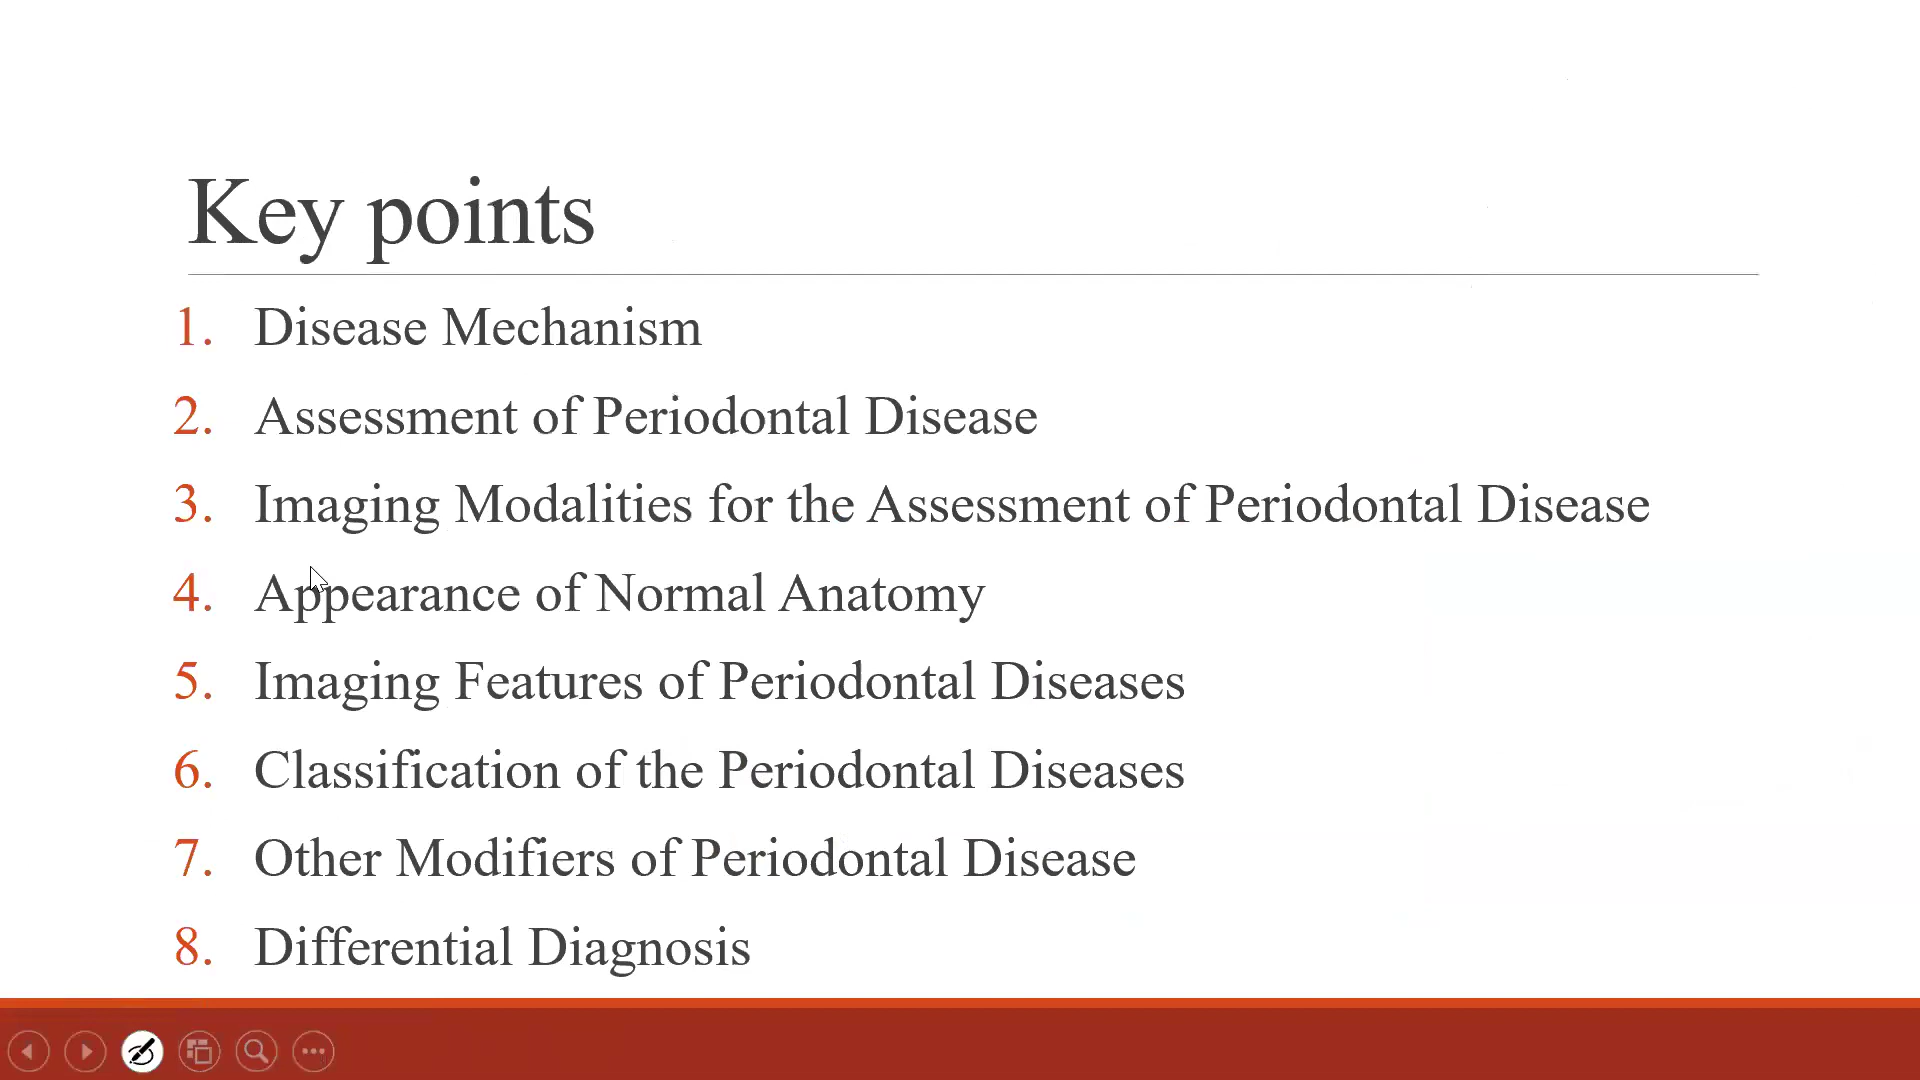 Key points
1. Disease Mechanism
2. Assessment of Periodontal Disease
3. Imaging Modalities for the Assessment of Periodontal Disease
4. Appearance of Normal Anatomy
5. Imaging Features of Periodontal Diseases
6. Classification of the Periodontal Diseases
7. Other Modifiers of Periodontal Disease
8. Differential Diagnosis